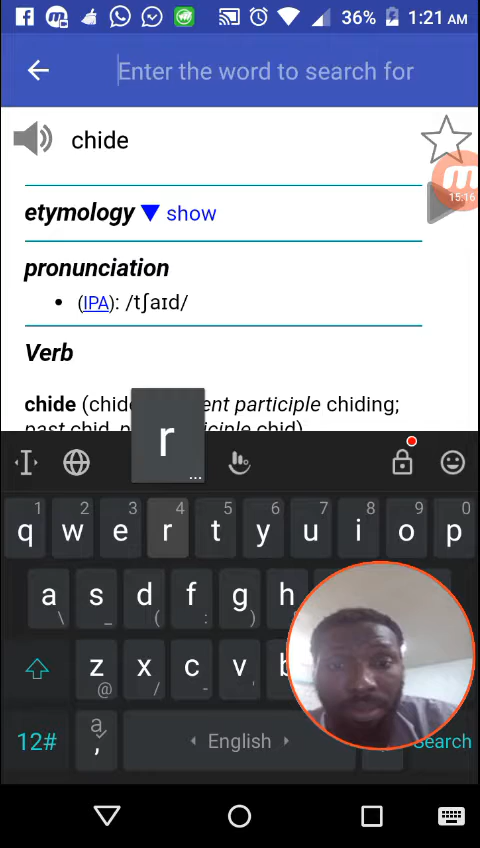 36% 1:21 AM
Enter the word to search for
chide
15:16
etymology ▼ show
pronunciation
• (IPA): /tʃaɪd/
Verb
chide (chide ent participle chiding;
past chid, p iciple chid)
r
...
1 2 3 4 5 6 7 8 9 0
q w e r t y u i o p
a s d f g h
\ _ ( : )
z x c v b
@ / - '
12# a , English Search